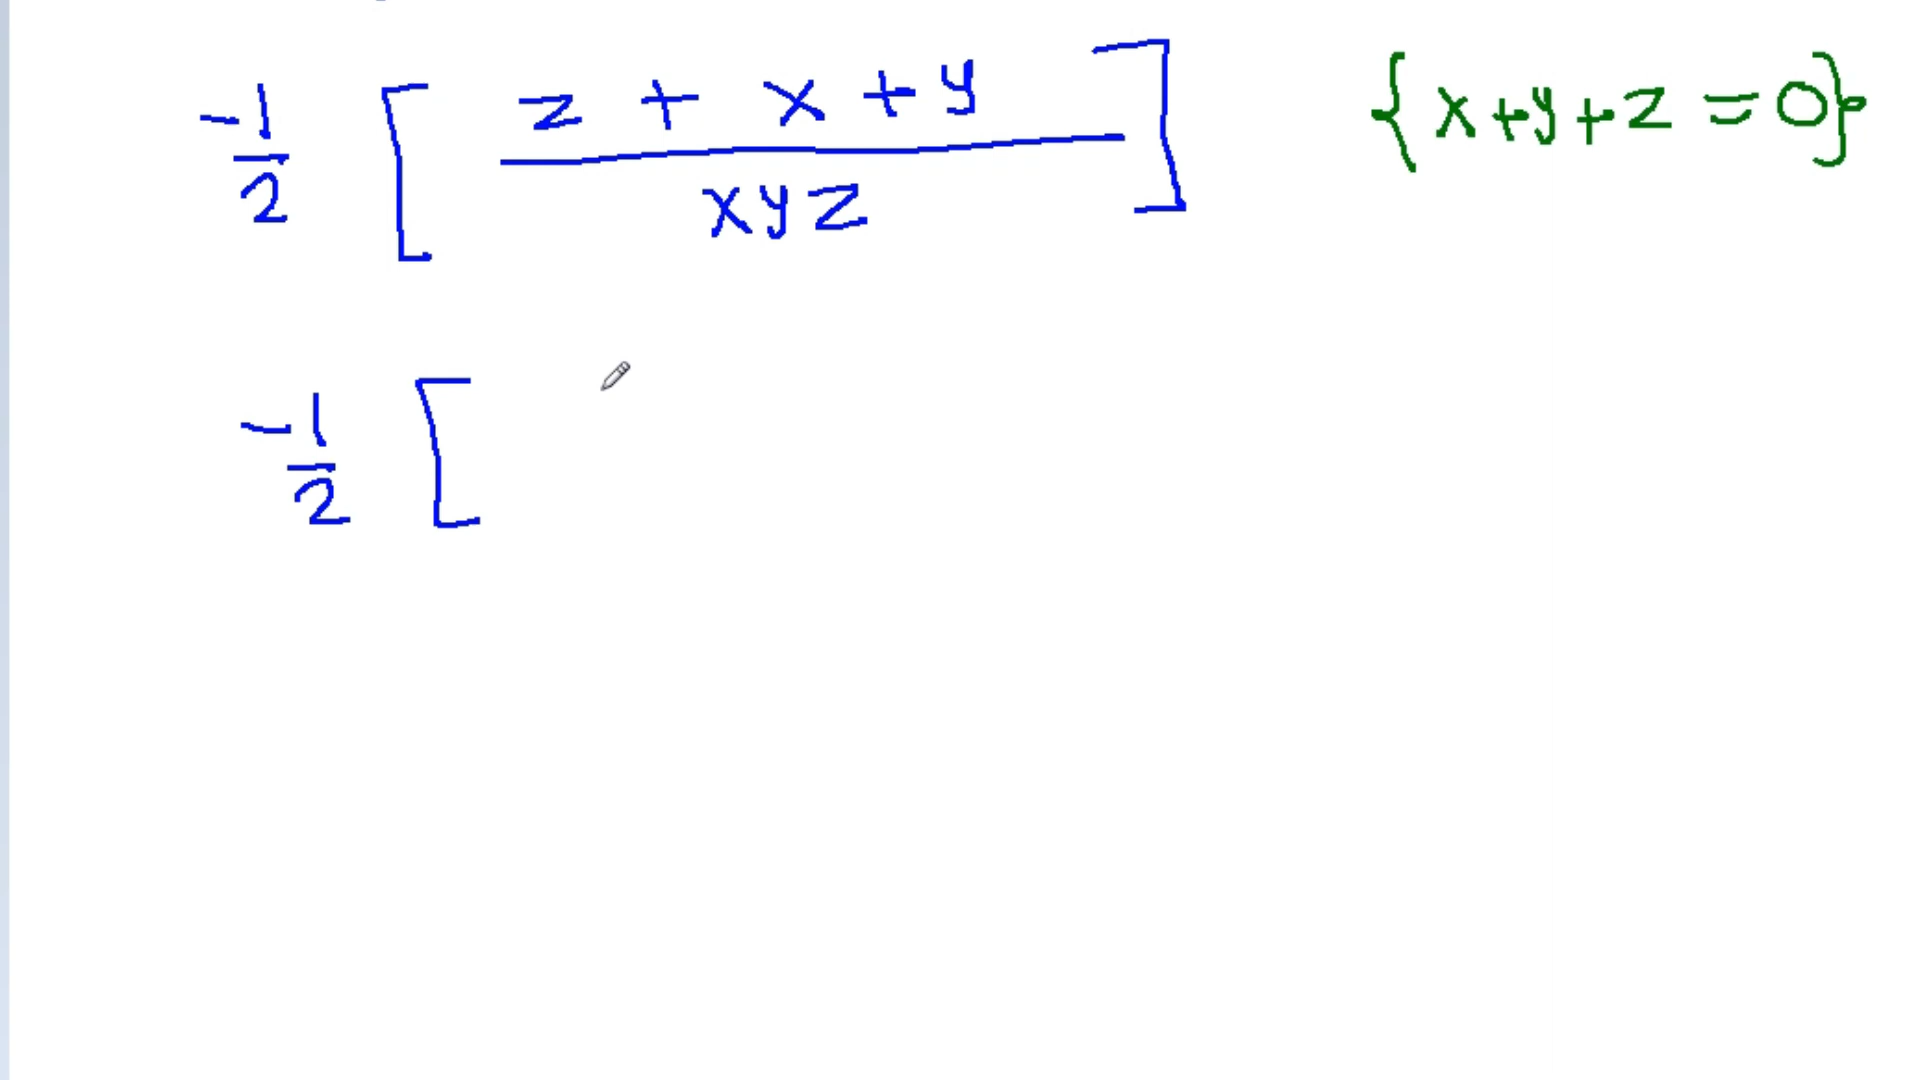 -1/2 [ z + x + y / xyz ] {x+y+z=0}
-1/2 [